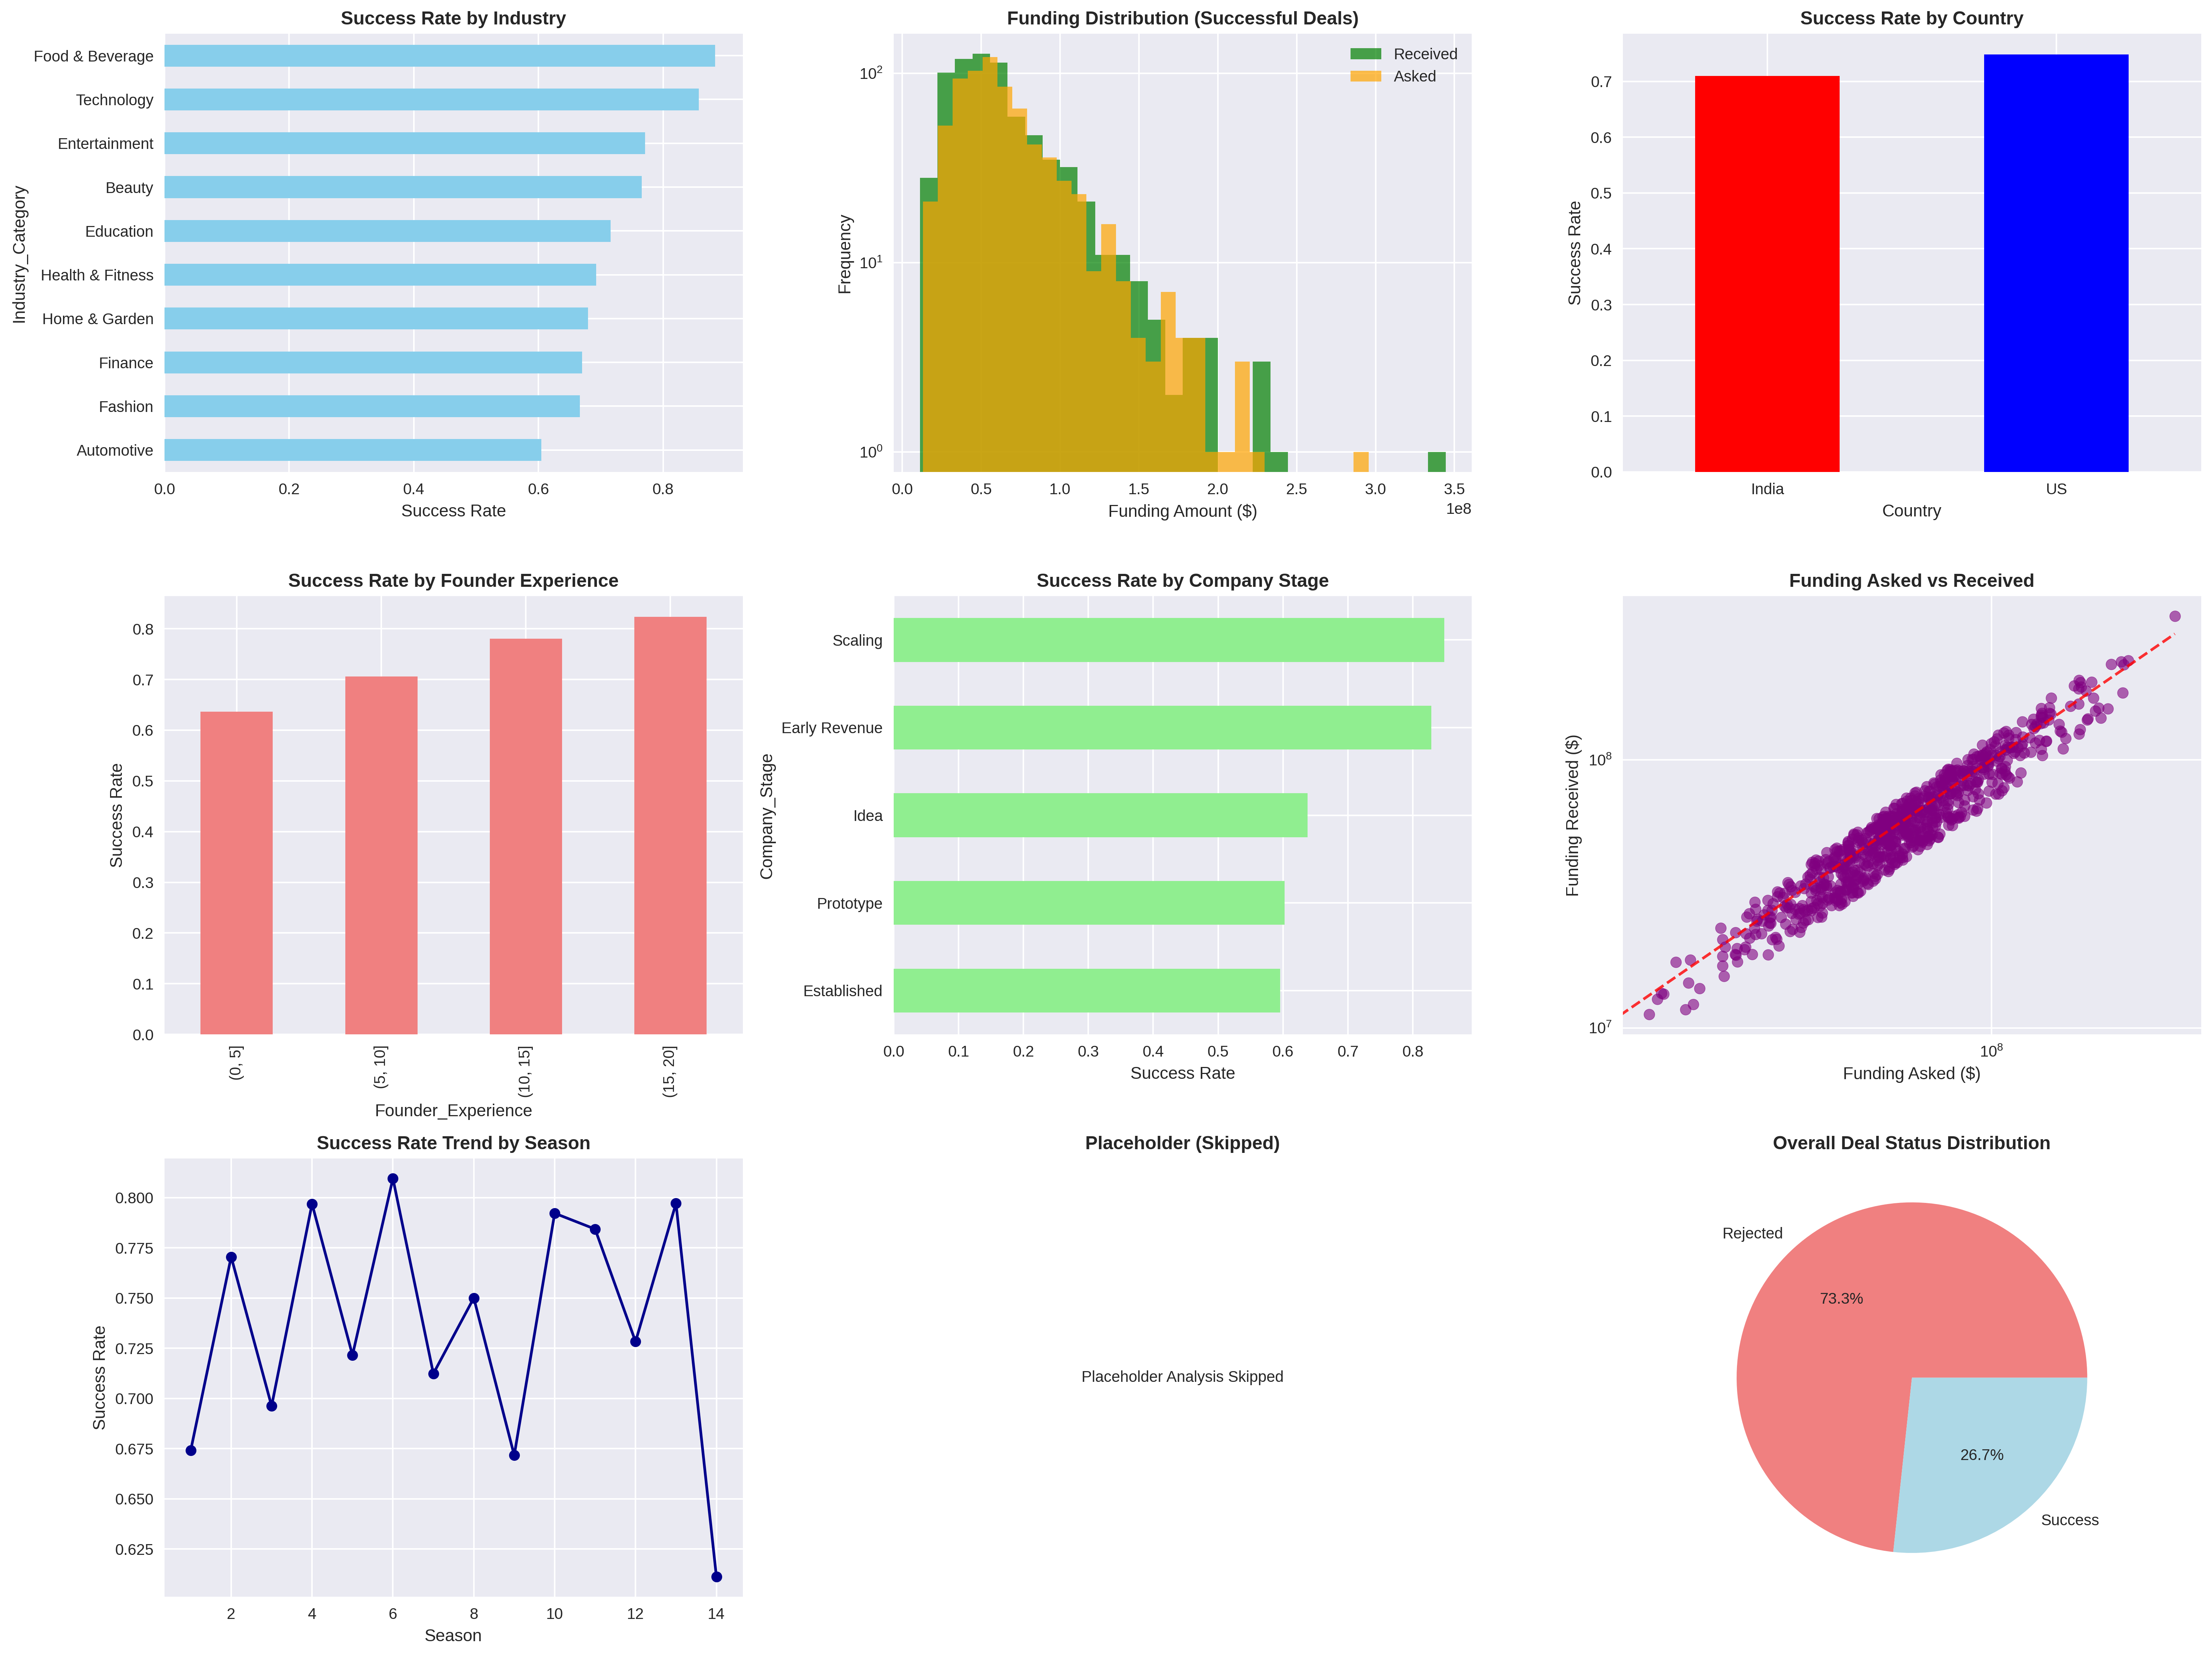 Success Rate by Industry
Industry_Category
Food & Beverage
Technology
Entertainment
Beauty
Education
Health & Fitness
Home & Garden
Finance
Fashion
Automotive
0.0 0.2 0.4 0.6 0.8
Success Rate
Funding Distribution (Successful Deals)
Received
Asked
Frequency
10²
10¹
10⁰
0.0 0.5 1.0 1.5 2.0 2.5 3.0 3.5
1e8
Funding Amount ($)
Success Rate by Country
Success Rate
0.7
0.6
0.5
0.4
0.3
0.2
0.1
0.0
India US
Country
Success Rate by Founder Experience
Success Rate
0.8
0.7
0.6
0.5
0.4
0.3
0.2
0.1
0.0
(0, 5] (5, 10] (10, 15] (15, 20]
Founder_Experience
Success Rate by Company Stage
Company_Stage
Scaling
Early Revenue
Idea
Prototype
Established
0.0 0.1 0.2 0.3 0.4 0.5 0.6 0.7 0.8
Success Rate
Funding Asked vs Received
Funding Received ($)
10⁸
10⁷
10⁸
Funding Asked ($)
Success Rate Trend by Season
Success Rate
0.800
0.775
0.750
0.725
0.700
0.675
0.650
0.625
2 4 6 8 10 12 14
Season
Placeholder (Skipped)
Placeholder Analysis Skipped
Overall Deal Status Distribution
Rejected
73.3%
26.7%
Success